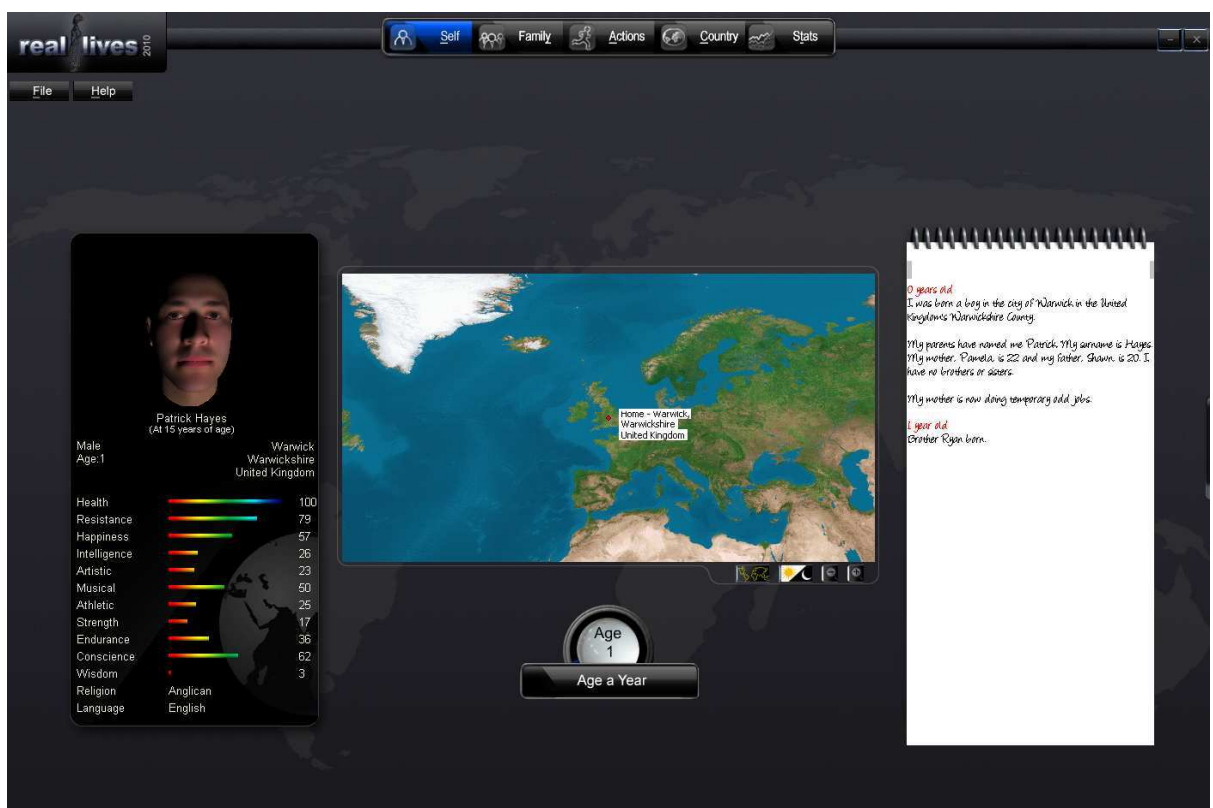 real lives 2010
Self
Family
Actions
Country
Stats
File
Help
Patrick Hayes
(At 15 years of age)
Male
Age:1
Warwick
Warwickshire
United Kingdom
Health 100
Resistance 79
Happiness 57
Intelligence 26
Artistic 23
Musical 50
Athletic 25
Strength 17
Endurance 36
Conscience 62
Wisdom 3
Religion Anglican
Language English
Home - Warwick,
Warwickshire
United Kingdom
Age
1
Age a Year
0 years old
I was born a boy in the city of Warwick in the United
Kingdom's Warwickshire County.
My parents have named me Patrick. My surname is Hayes.
My mother, Pamela, is 22 and my father, Shawn, is 20. I
have no brothers or sisters.
My mother is now doing temporary odd jobs.
1 year old
Brother Ryan born.